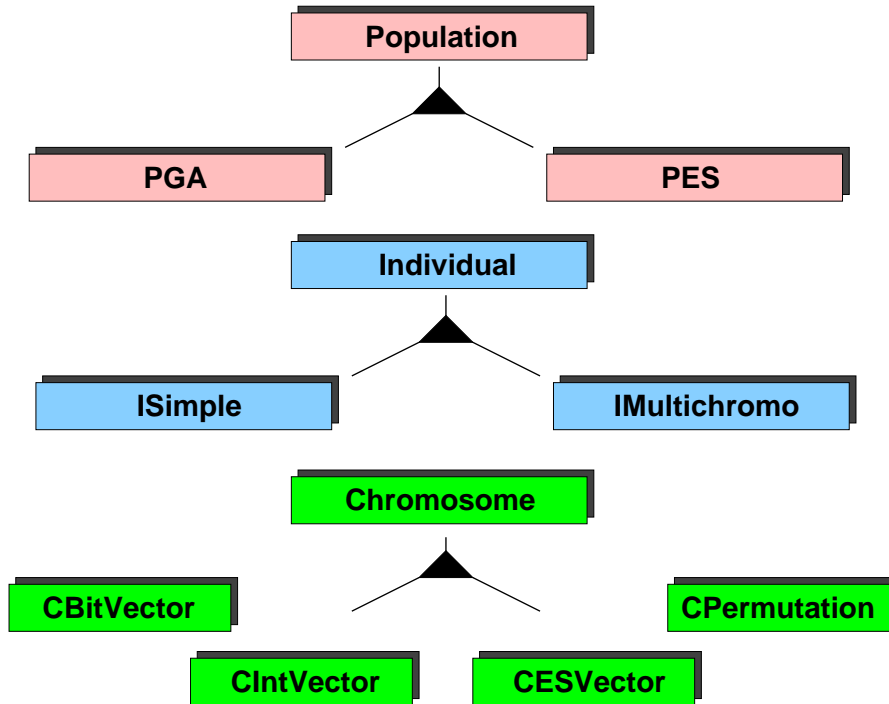 Population
PGA
PES
Individual
ISimple
IMultichromo
Chromosome
CBitVector
CPermutation
CIntVector
CESVector